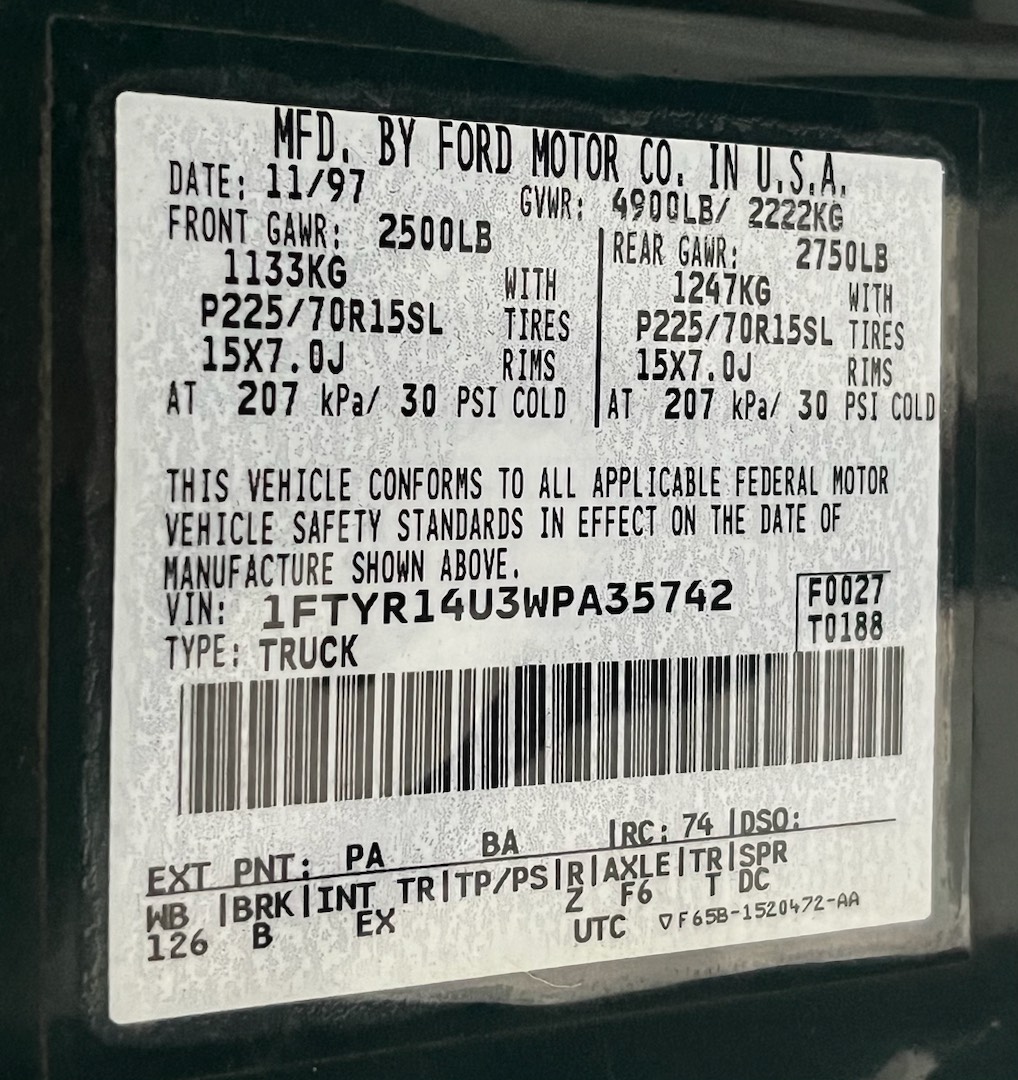 MFD. BY FORD MOTOR CO. IN U.S.A.
DATE: 11/97 GVWR: 4900LB/ 2222KG
FRONT GAWR: 2500LB
1133KG WITH
P225/70R15SL TIRES
15X7.0J RIMS
AT 207 kPa/ 30 PSI COLD
REAR GAWR: 2750LB
1247KG WITH
P225/70R15SL TIRES
15X7.0J RIMS
AT 207 kPa/ 30 PSI COLD
THIS VEHICLE CONFORMS TO ALL APPLICABLE FEDERAL MOTOR
VEHICLE SAFETY STANDARDS IN EFFECT ON THE DATE OF
MANUFACTURE SHOWN ABOVE.
VIN: 1FTYR14U3WPA35742
F0027
T0188
TYPE: TRUCK
EXT PNT: PA BA |RC: 74 |DSO:
WB |BRK|INT TR|TP/PS|R|AXLE|TR|SPR
126 B EX Z F6 T DC
UTC ▽F65B-1520472-AA